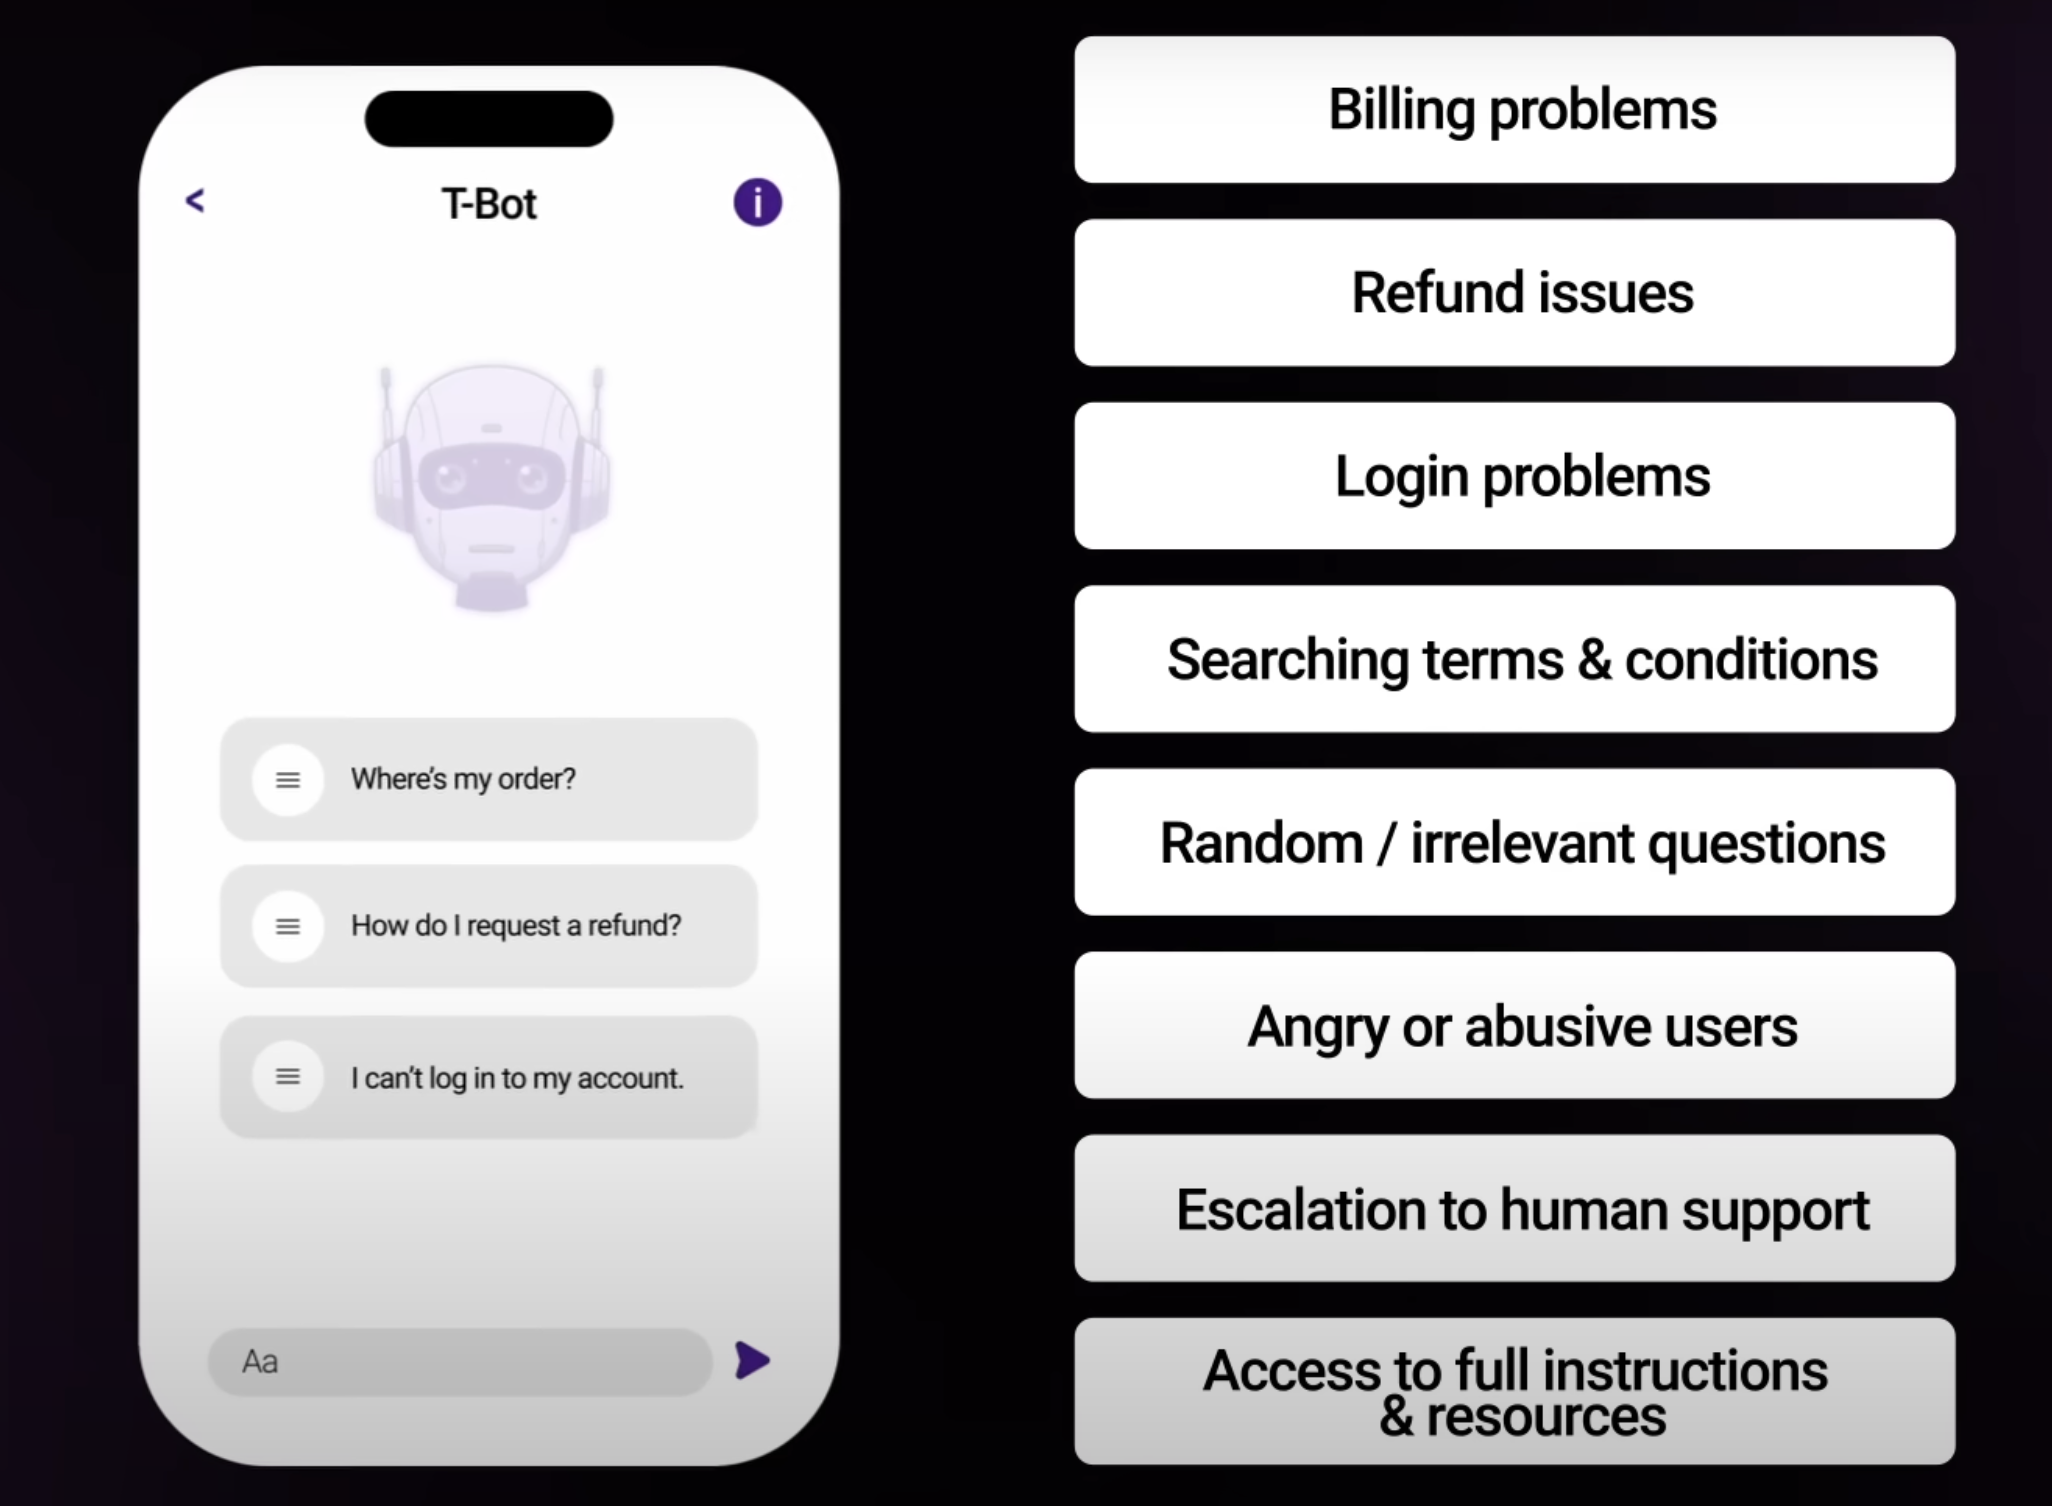 <
T-Bot
i
Where's my order?
How do I request a refund?
I can't log in to my account.
Aa
Billing problems
Refund issues
Login problems
Searching terms & conditions
Random / irrelevant questions
Angry or abusive users
Escalation to human support
Access to full instructions
& resources